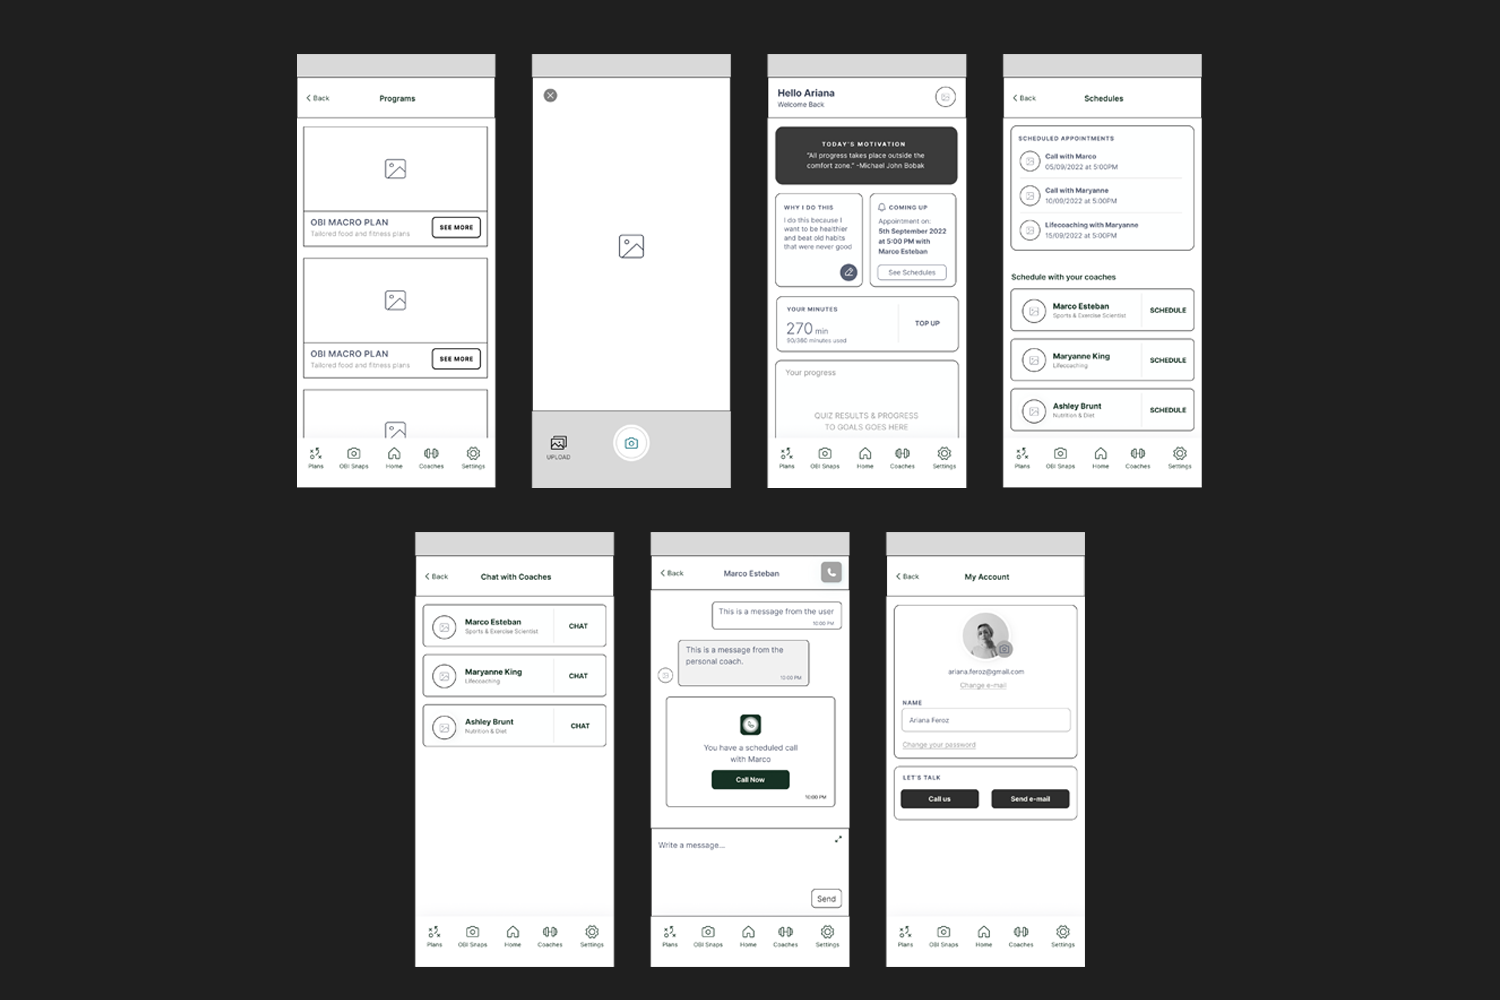 Back
Programs
OBI MACRO PLAN
Tailored food and fitness plans
SEE MORE
OBI MACRO PLAN
Tailored food and fitness plans
SEE MORE
Plans
OBI Snaps
Home
Coaches
Settings
UPLOAD
Hello Ariana
Welcome Back
TODAY'S MOTIVATION
"All progress takes place outside the
comfort zone." -Michael John Bobak
WHY I DO THIS
I do this because I
want to be healthier
and beat old habits
that were never good
COMING UP
Appointment on:
5th September 2022
at 5:00 PM with
Marco Esteban
See Schedules
YOUR MINUTES
270 min
90/360 minutes used
TOP UP
Your progress
QUIZ RESULTS & PROGRESS
TO GOALS GOES HERE
Plans
OBI Snaps
Home
Coaches
Settings
Back
Schedules
SCHEDULED APPOINTMENTS
Call with Marco
05/09/2022 at 5:00PM
Call with Maryanne
10/09/2022 at 5:00PM
Lifecoaching with Maryanne
15/09/2022 at 5:00PM
Schedule with your coaches
Marco Esteban
Sports & Exercise Scientist
SCHEDULE
Maryanne King
Lifecoaching
SCHEDULE
Ashley Brunt
Nutrition & Diet
SCHEDULE
Plans
OBI Snaps
Home
Coaches
Settings
Back
Chat with Coaches
Marco Esteban
Sports & Exercise Scientist
CHAT
Maryanne King
Lifecoaching
CHAT
Ashley Brunt
Nutrition & Diet
CHAT
Plans
OBI Snaps
Home
Coaches
Settings
Back
Marco Esteban
This is a message from the user
10:00 PM
This is a message from the
personal coach.
10:00 PM
You have a scheduled call
with Marco
Call Now
10:00 PM
Write a message...
Send
Plans
OBI Snaps
Home
Coaches
Settings
Back
My Account
ariana.feroz@gmail.com
Change e-mail
NAME
Ariana Feroz
Change your password
LET'S TALK
Call us
Send e-mail
Plans
OBI Snaps
Home
Coaches
Settings